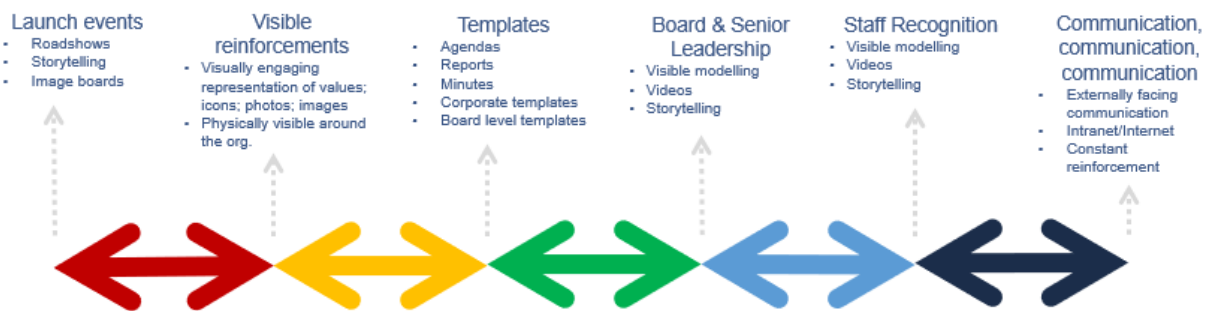 Launch events
• Roadshows
• Storytelling
• Image boards
Visible
reinforcements
• Visually engaging
representation of values;
icons; photos; images
• Physically visible around
the org.
Templates
• Agendas
• Reports
• Minutes
• Corporate templates
• Board level templates
Board & Senior
Leadership
• Visible modelling
• Videos
• Storytelling
Staff Recognition
• Visible modelling
• Videos
• Storytelling
Communication,
communication,
communication
• Externally facing
communication
• Intranet/Internet
• Constant
reinforcement